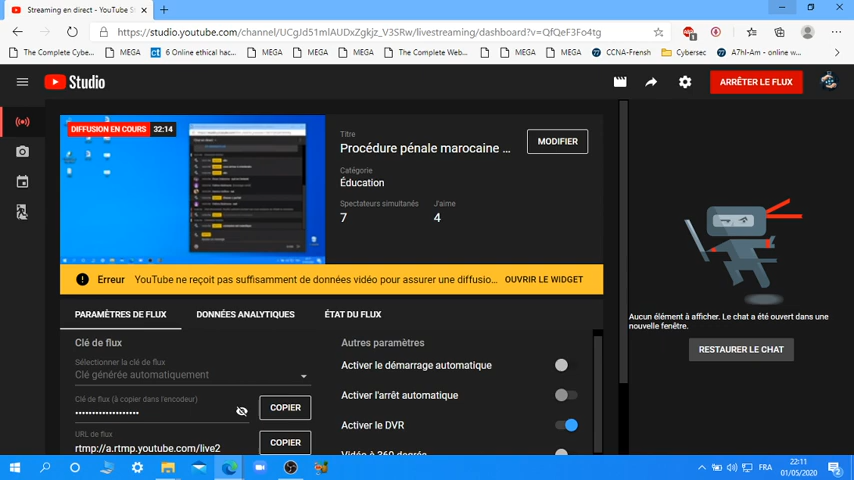 Streaming en direct - YouTube S
https://studio.youtube.com/channel/UCgJd51mlAUDxZgkjz_V3SRw/livestreaming/dashboard?v=QfQeF3Fo4tg
The Complete Cybe...
MEGA
6 Online ethical hac...
MEGA
MEGA
MEGA
The Complete Web...
MEGA
MEGA
CCNA-Frensh
Cybersec
A7hI-Am - online w...
Studio
ARRÊTER LE FLUX
DIFFUSION EN COURS 32:14
Titre
Procédure pénale marocaine ...
MODIFIER
Catégorie
Éducation
Spectateurs simultanés
J'aime
7
4
Erreur YouTube ne reçoit pas suffisamment de données vidéo pour assurer une diffusio... OUVRIR LE WIDGET
PARAMÈTRES DE FLUX
DONNÉES ANALYTIQUES
ÉTAT DU FLUX
Clé de flux
Sélectionner la clé de flux
Clé générée automatiquement
Clé de flux (à copier dans l'encodeur)
••••••••••••••••••••
COPIER
URL de flux
rtmp://a.rtmp.youtube.com/live2
COPIER
Autres paramètres
Activer le démarrage automatique
Activer l'arrêt automatique
Activer le DVR
Vidéo à 360 degrés
Aucun élément à afficher. Le chat a été ouvert dans une
nouvelle fenêtre.
RESTAURER LE CHAT
FRA
22:11
01/05/2020